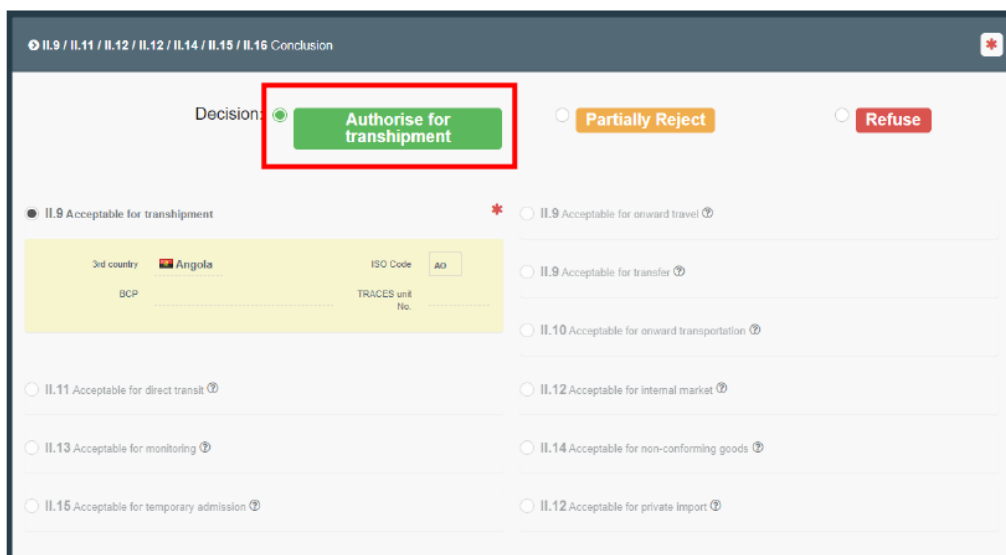 II.9 / II.11 / II.12 / II.12 / II.14 / II.15 / II.16 Conclusion
Decision: Authorise for transhipment Partially Reject Refuse
II.9 Acceptable for transhipment
II.9 Acceptable for onward travel
3rd country Angola ISO Code AO
II.9 Acceptable for transfer
BCP TRACES unit No.
II.10 Acceptable for onward transportation
II.11 Acceptable for direct transit
II.12 Acceptable for internal market
II.13 Acceptable for monitoring
II.14 Acceptable for non-conforming goods
II.15 Acceptable for temporary admission
II.12 Acceptable for private import